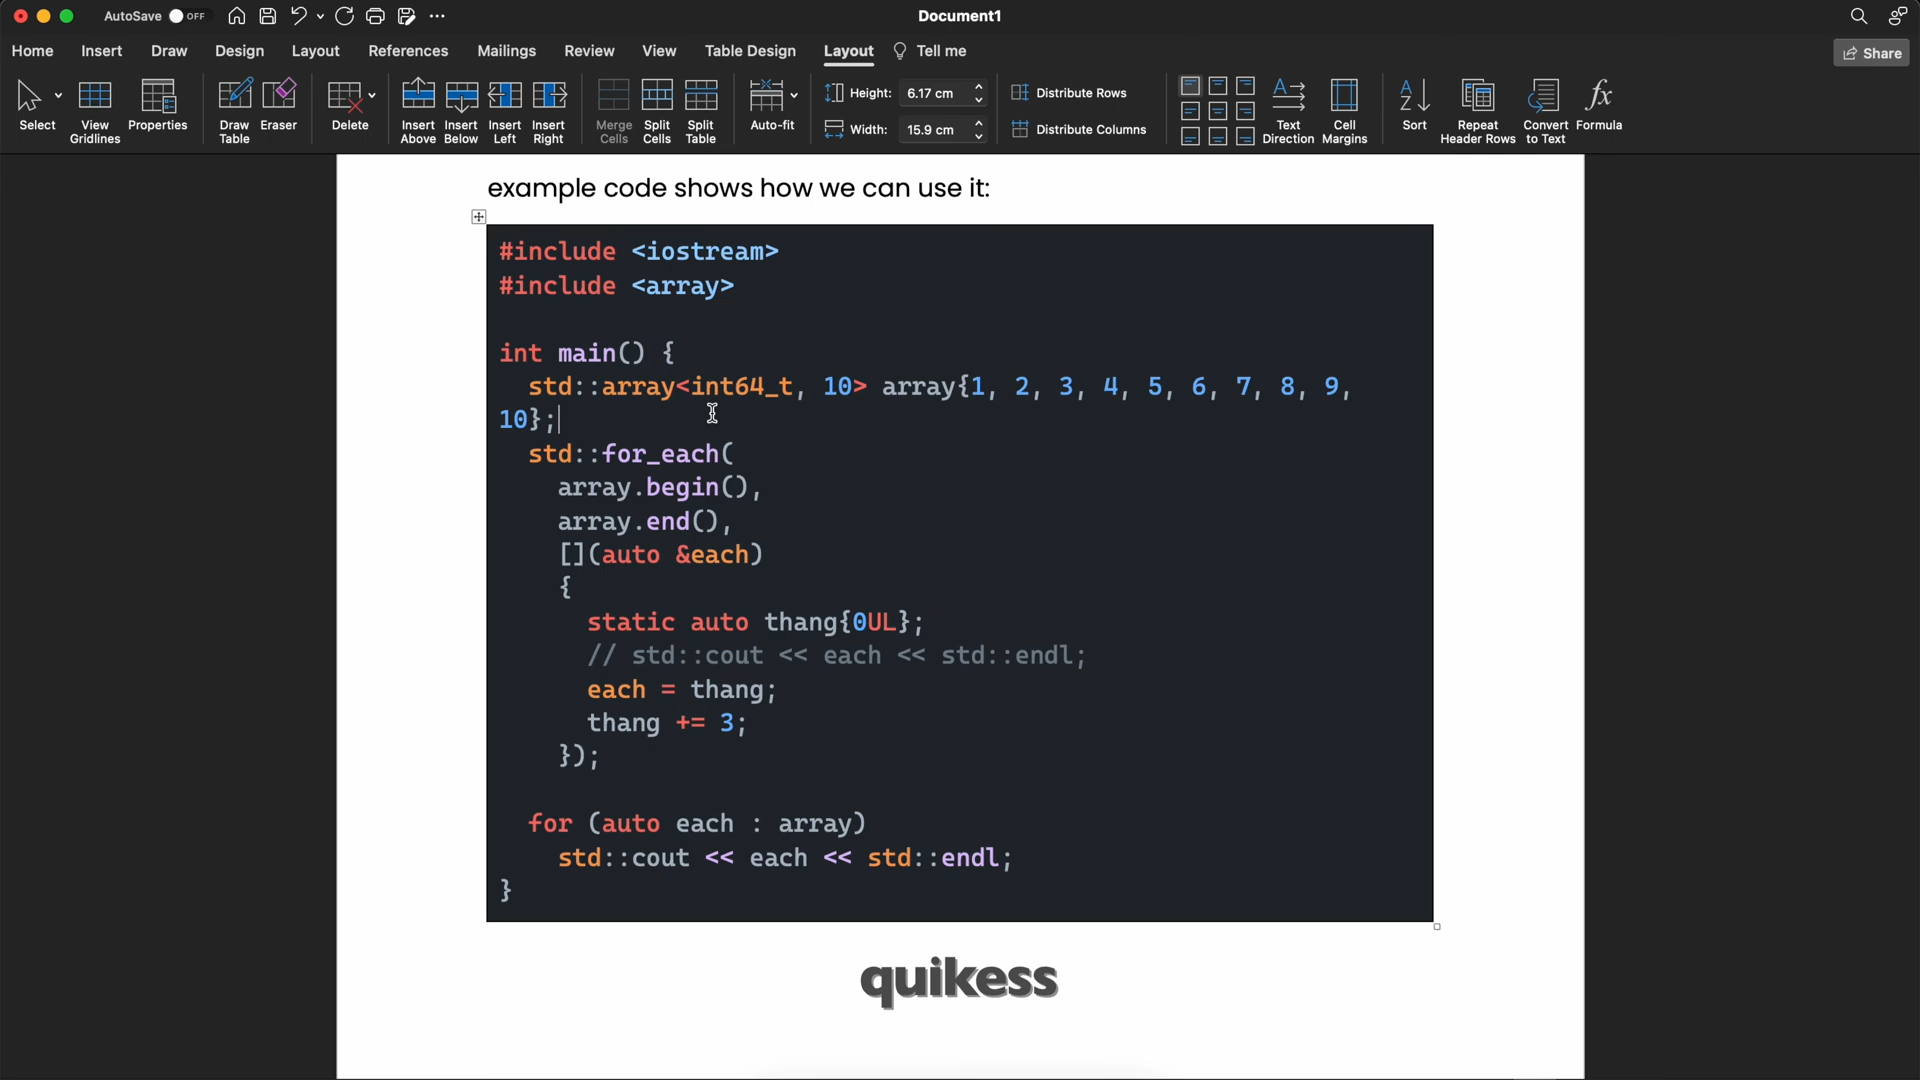 AutoSave OFF Document1
Home Insert Draw Design Layout References Mailings Review View Table Design Layout Tell me Share
Select
View Gridlines
Properties
Draw Table
Eraser
Delete
Insert Above
Insert Below
Insert Left
Insert Right
Merge Cells
Split Cells
Split Table
Auto-fit
Height: 6.17 cm
Width: 15.9 cm
Distribute Rows
Distribute Columns
Text Direction
Cell Margins
Sort
Repeat Header Rows
Convert to Text
Formula
example code shows how we can use it:
#include <iostream>
#include <array>
int main() {
std::array<int64_t, 10> array{1, 2, 3, 4, 5, 6, 7, 8, 9,
10};
std::for_each(
array.begin(),
array.end(),
[](auto &each)
{
static auto thang{0UL};
// std::cout << each << std::endl;
each = thang;
thang += 3;
});
for (auto each : array)
std::cout << each << std::endl;
}
quikess